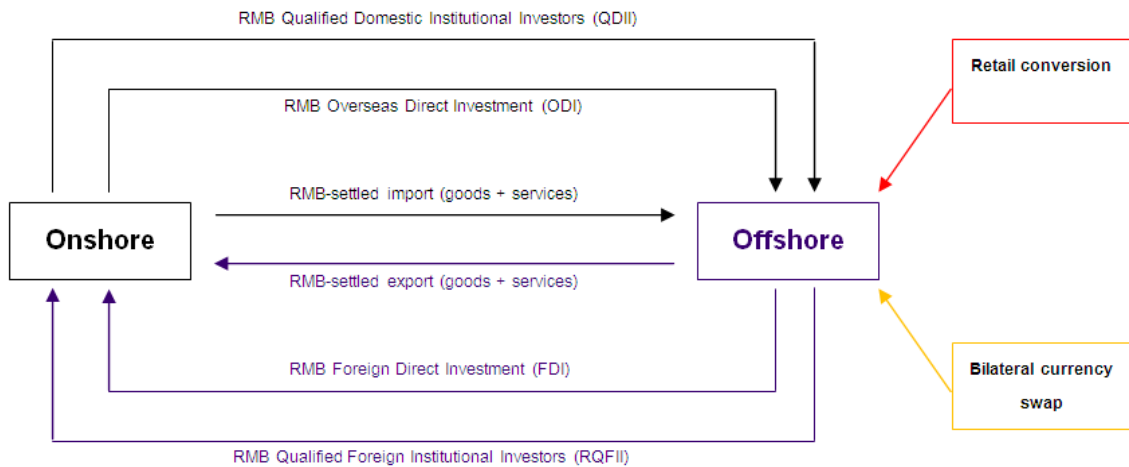 RMB Qualified Domestic Institutional Investors (QDII)
Retail conversion
RMB Overseas Direct Investment (ODI)
RMB-settled import (goods + services)
Onshore
Offshore
RMB-settled export (goods + services)
RMB Foreign Direct Investment (FDI)
Bilateral currency
swap
RMB Qualified Foreign Institutional Investors (RQFII)